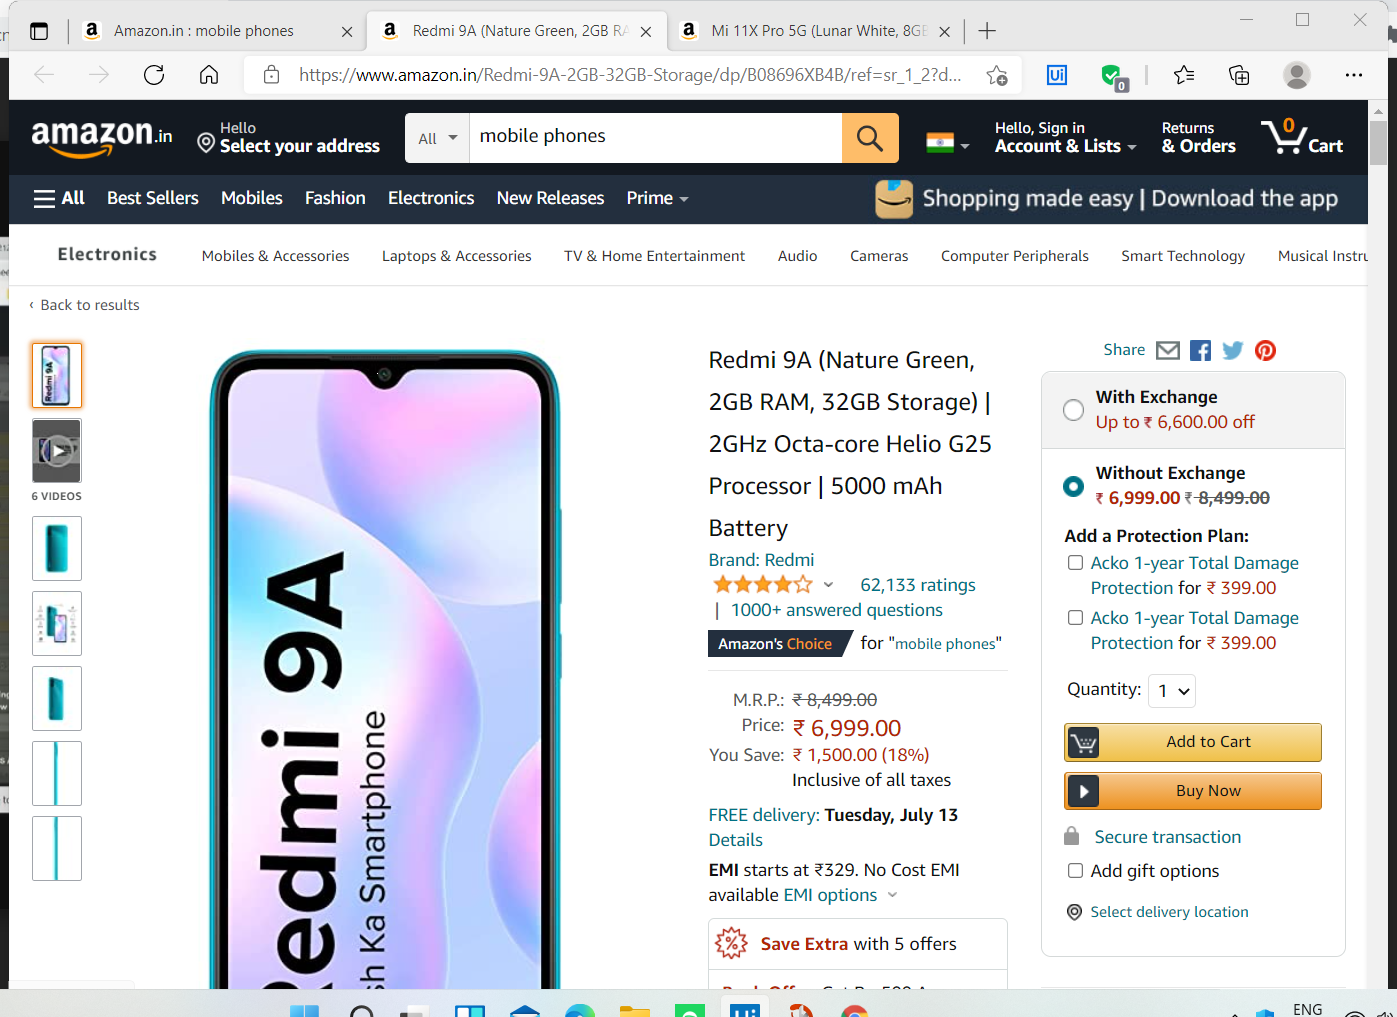 Amazon.in : mobile phones
Redmi 9A (Nature Green, 2GB RA
Mi 11X Pro 5G (Lunar White, 8GB
https://www.amazon.in/Redmi-9A-2GB-32GB-Storage/dp/B08696XB4B/ref=sr_1_2?d...
Ui
0
amazon.in
Hello
Select your address
All
mobile phones
Hello, Sign in
Account & Lists
Returns
& Orders
0
Cart
All
Best Sellers
Mobiles
Fashion
Electronics
New Releases
Prime
Shopping made easy | Download the app
Electronics
Mobiles & Accessories
Laptops & Accessories
TV & Home Entertainment
Audio
Cameras
Computer Peripherals
Smart Technology
Musical Instru
‹ Back to results
Redmi 9A
6 VIDEOS
Redmi 9A
sh Ka Smartphone
Redmi 9A (Nature Green,
2GB RAM, 32GB Storage) |
2GHz Octa-core Helio G25
Processor | 5000 mAh
Battery
Brand: Redmi
62,133 ratings
| 1000+ answered questions
Amazon's Choice for "mobile phones"
M.R.P.: ₹ 8,499.00
Price: ₹ 6,999.00
You Save: ₹ 1,500.00 (18%)
Inclusive of all taxes
FREE delivery: Tuesday, July 13
Details
EMI starts at ₹329. No Cost EMI
available EMI options
Save Extra with 5 offers
Share
With Exchange
Up to ₹ 6,600.00 off
Without Exchange
₹ 6,999.00 ₹ 8,499.00
Add a Protection Plan:
Acko 1-year Total Damage
Protection for ₹ 399.00
Acko 1-year Total Damage
Protection for ₹ 399.00
Quantity: 1
Add to Cart
Buy Now
Secure transaction
Add gift options
Select delivery location
ENG